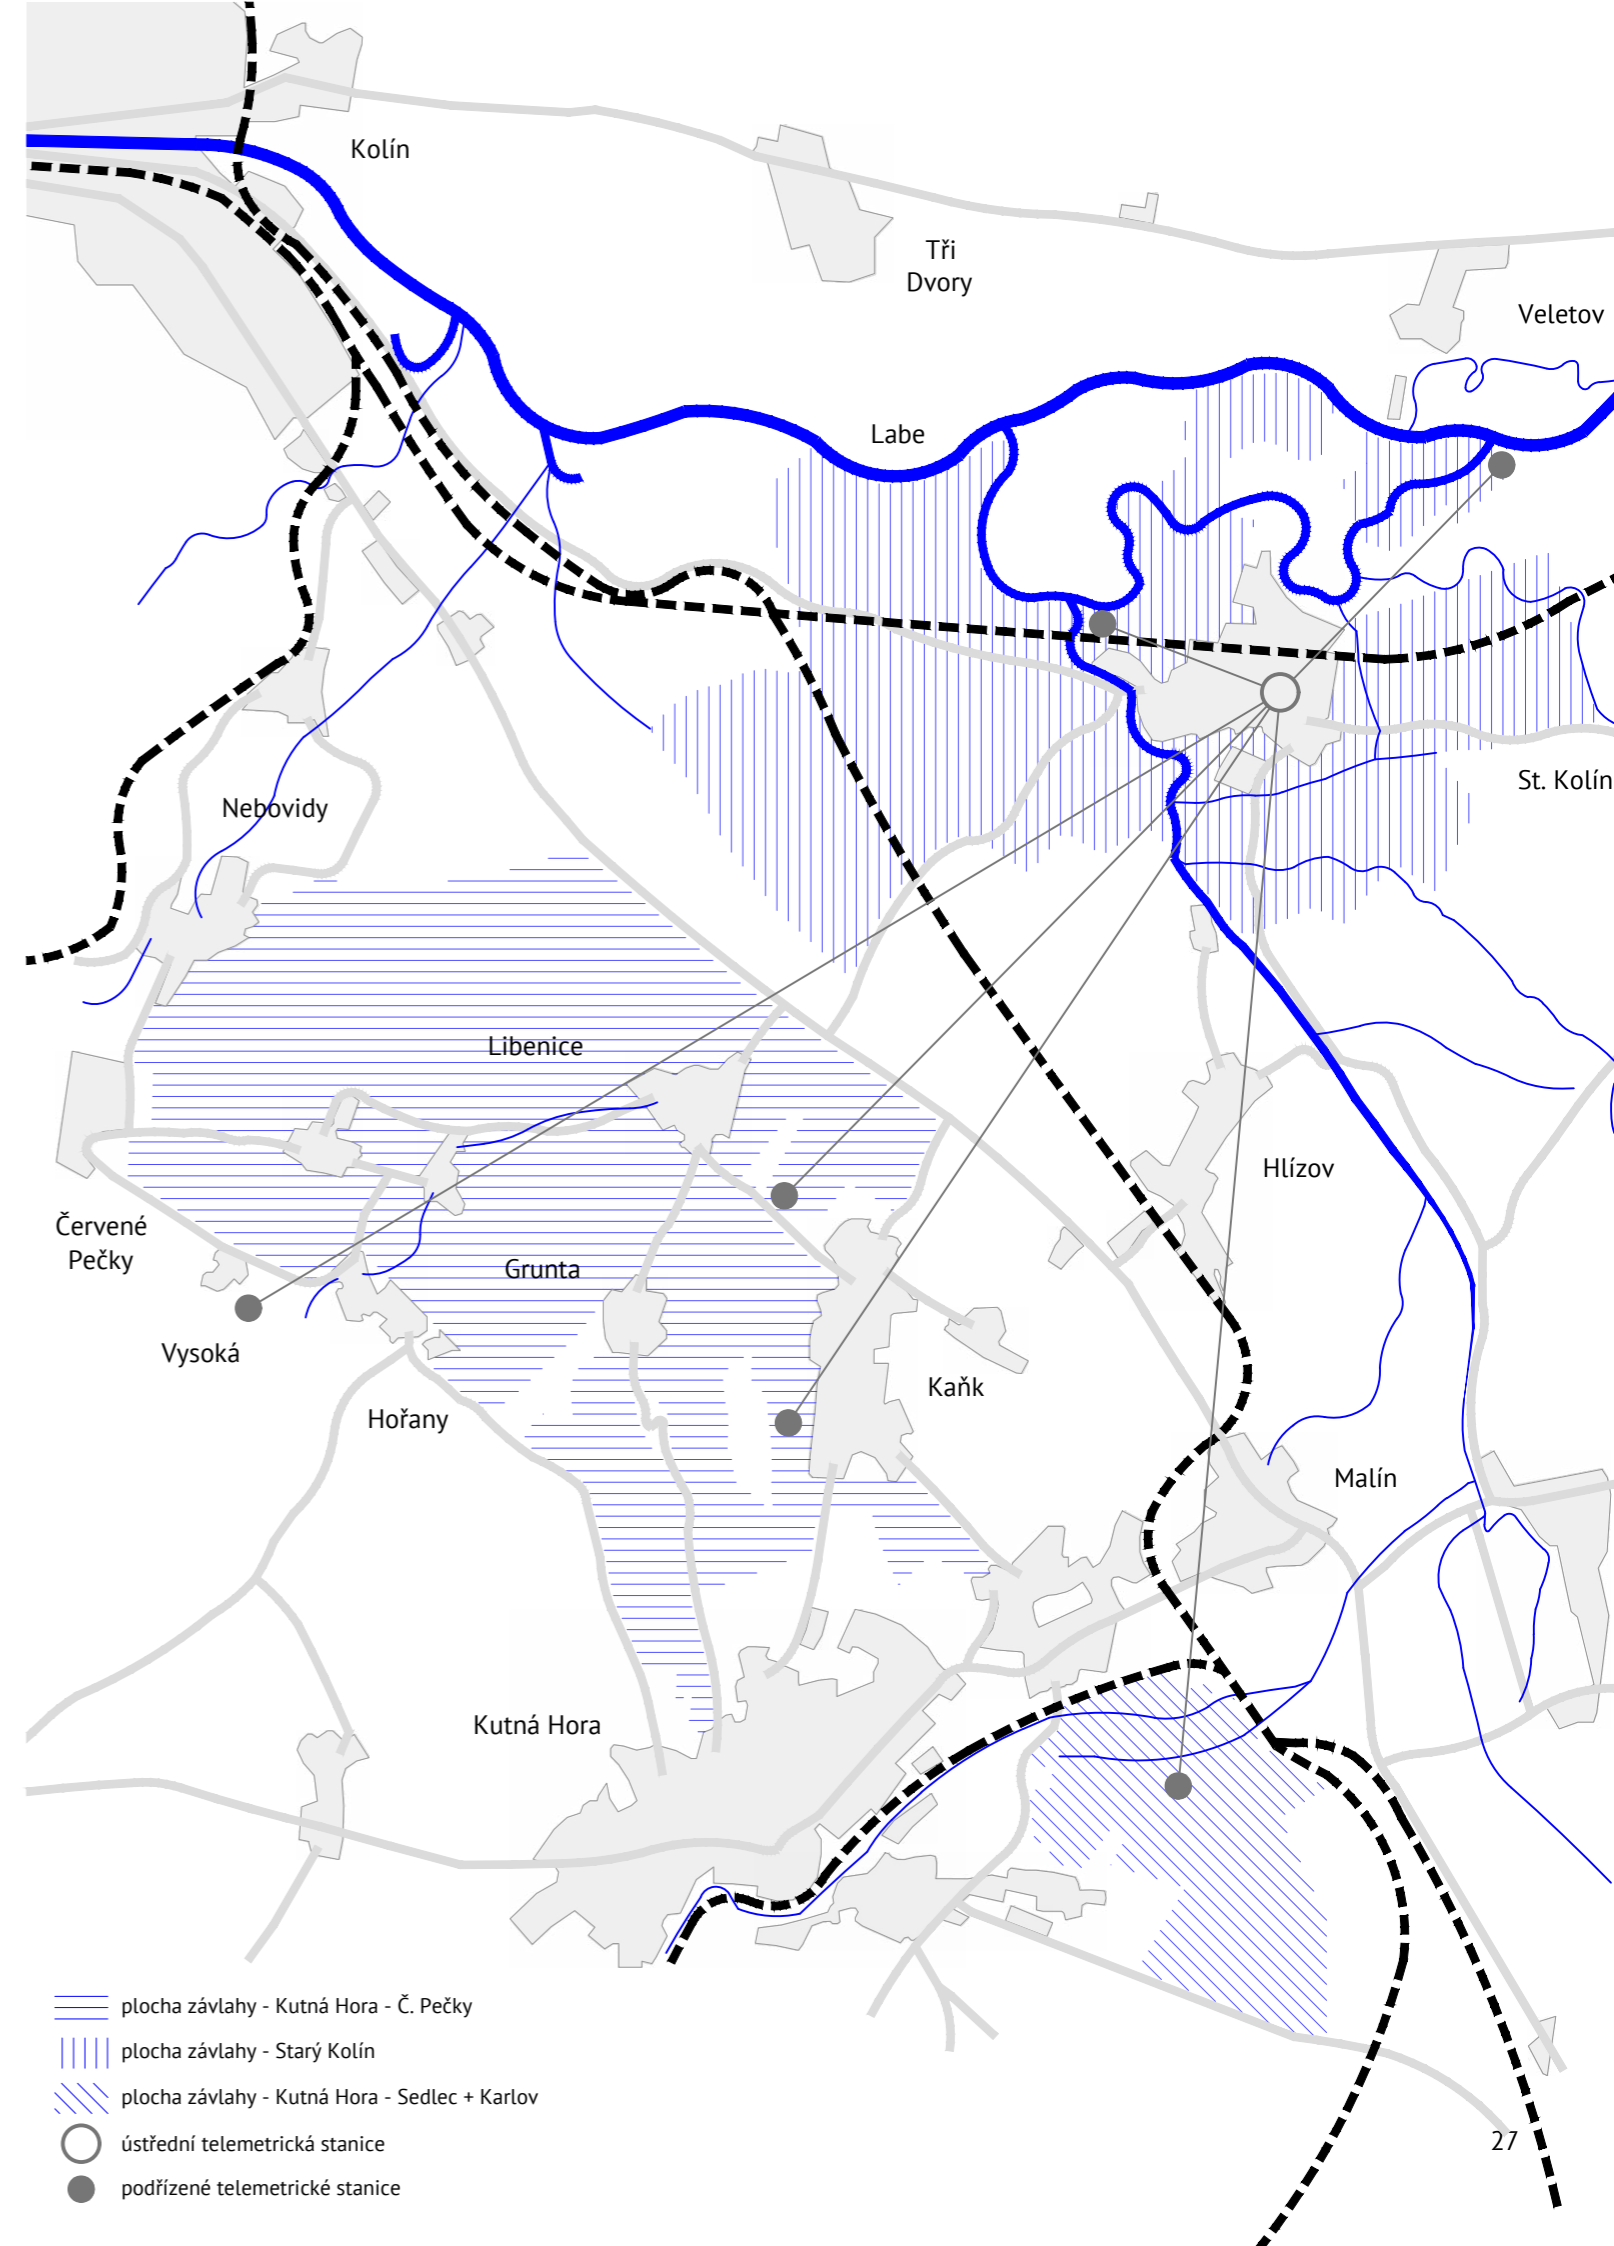 Kolín
Tři
Dvory
Veletov
Labe
St. Kolín
Nebovidy
Libenice
Hlízov
Červené
Pečky
Grunta
Vysoká
Kaňk
Hořany
Malín
Kutná Hora
plocha závlahy - Kutná Hora - Č. Pečky
plocha závlahy - Starý Kolín
plocha závlahy - Kutná Hora - Sedlec + Karlov
ústřední telemetrická stanice
27
podřízené telemetrické stanice